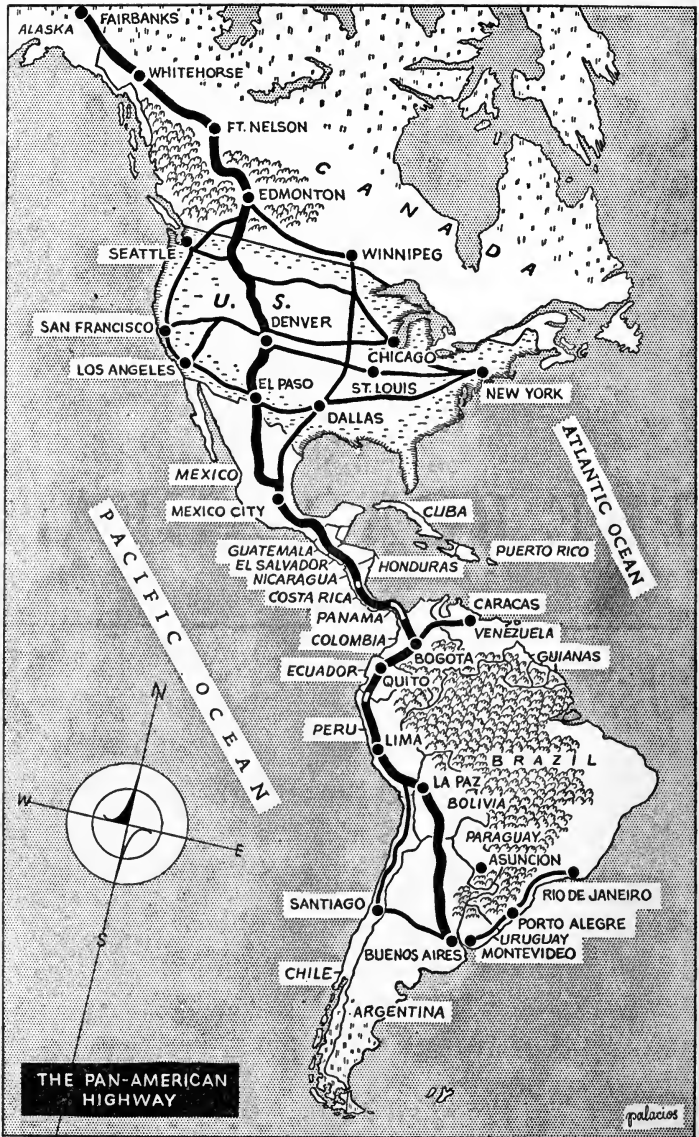 FAIRBANKS
ALASKA
WHITEHORSE
FT. NELSON
CANADA
EDMONTON
SEATTLE
WINNIPEG
U. S.
SAN FRANCISCO
DENVER
CHICAGO
LOS ANGELES
EL PASO
ST. LOUIS
NEW YORK
DALLAS
ATLANTIC OCEAN
MEXICO
MEXICO CITY
CUBA
PACIFIC OCEAN
GUATEMALA
EL SALVADOR
NICARAGUA
COSTA RICA
HONDURAS
PUERTO RICO
PANAMA
CARACAS
COLOMBIA
VENEZUELA
BOGOTA
GUIANAS
ECUADOR
QUITO
N
W
E
S
PERU
LIMA
BRAZIL
LA PAZ
BOLIVIA
PARAGUAY
ASUNCION
SANTIAGO
RIO DE JANEIRO
PORTO ALEGRE
URUGUAY
BUENOS AIRES
MONTEVIDEO
CHILE
ARGENTINA
THE PAN-AMERICAN
HIGHWAY
palacios